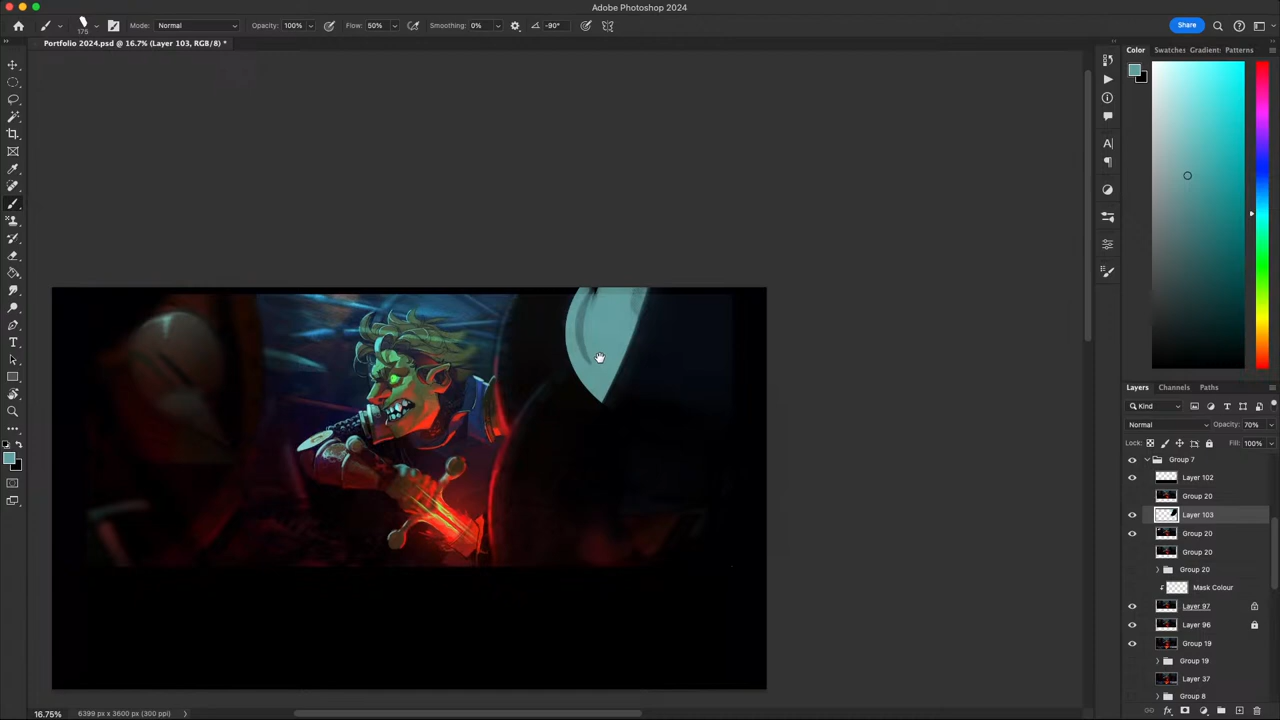 Adobe Photoshop 2024
175
Mode: Normal
Opacity: 100%
Flow: 50%
Smoothing: 0%
-90°
Share
Portfolio 2024.psd @ 16.7% (Layer 103, RGB/8) *
Color
Swatches
Gradient:
Patterns
Layers
Channels
Paths
Kind
Normal
Opacity: 70%
Lock:
Fill: 100%
Group 7
Layer 102
Group 20
Layer 103
Group 20
Group 20
Group 20
Mask Colour
Layer 97
Layer 96
Group 19
Group 19
Layer 37
Group 8
16.75%
6399 px x 3600 px (300 ppi)